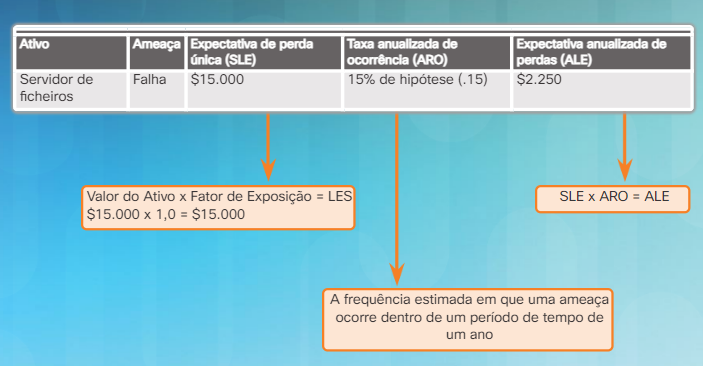 Ativo
Ameaça
Expectativa de perda
única (SLE)
Taxa anualizada de
ocorrência (ARO)
Expectativa anualizada de
perdas (ALE)
Servidor de
ficheiros
Falha
$15.000
15% de hipótese (.15)
$2.250
Valor do Ativo x Fator de Exposição = LES
$15.000 x 1,0 = $15.000
SLE x ARO = ALE
A frequência estimada em que uma ameaça
ocorre dentro de um período de tempo de
um ano